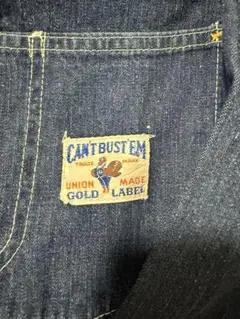 CAN'T BUST 'EM
TRADE MARK
UNION MADE
GOLD LABEL